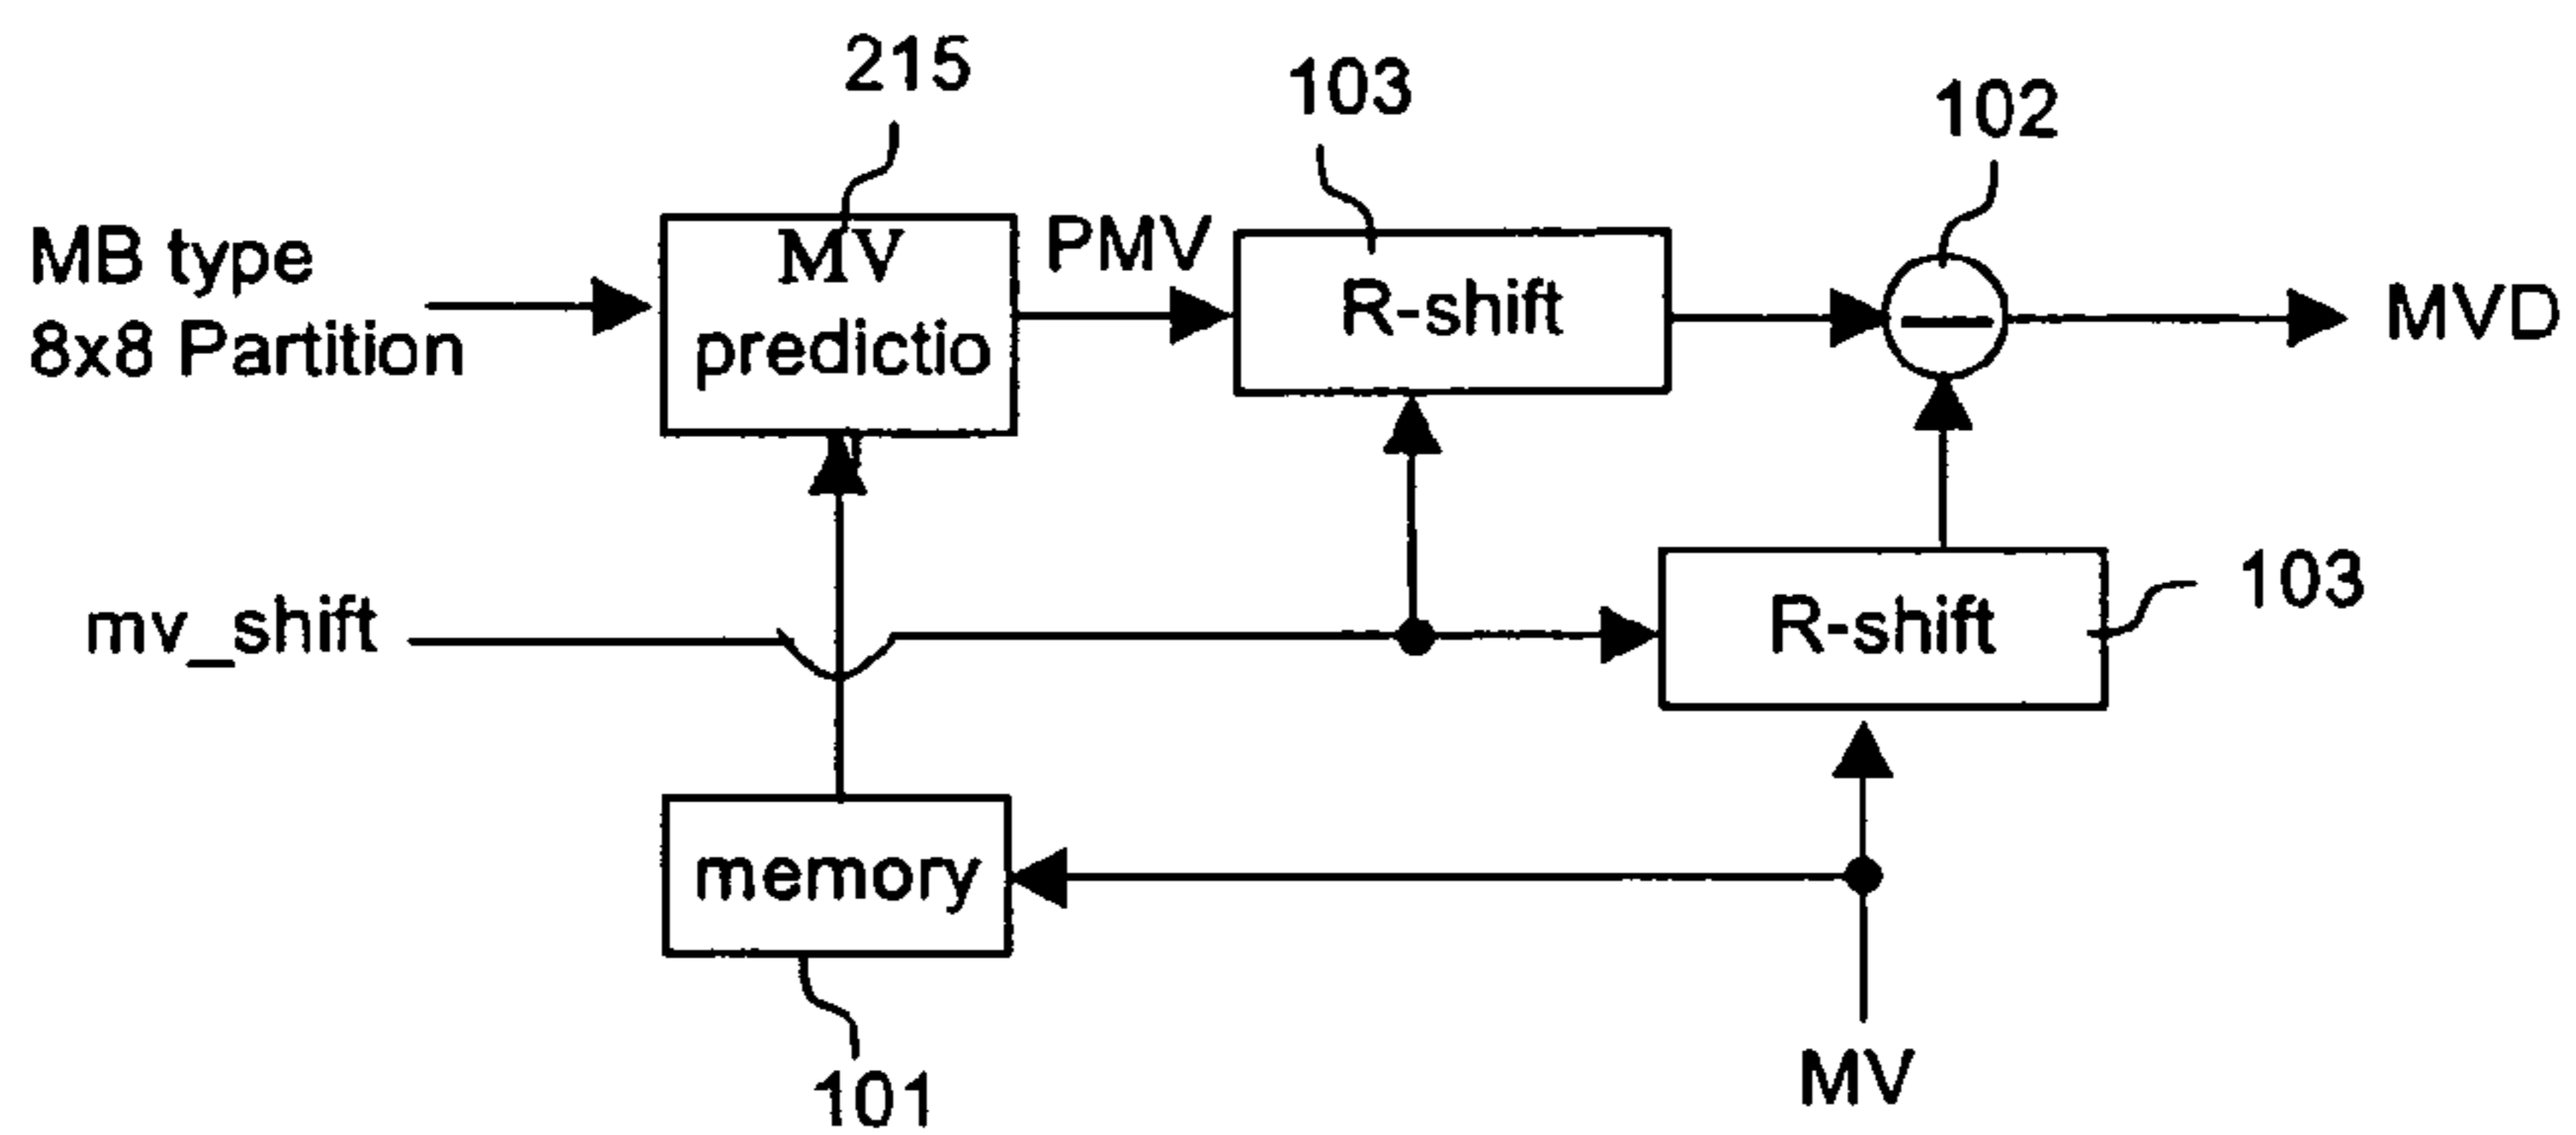 215
103
102
MB type
8x8 Partition
MV
predictio
PMV
R-shift
MVD
mv_shift
R-shift
103
memory
101
MV